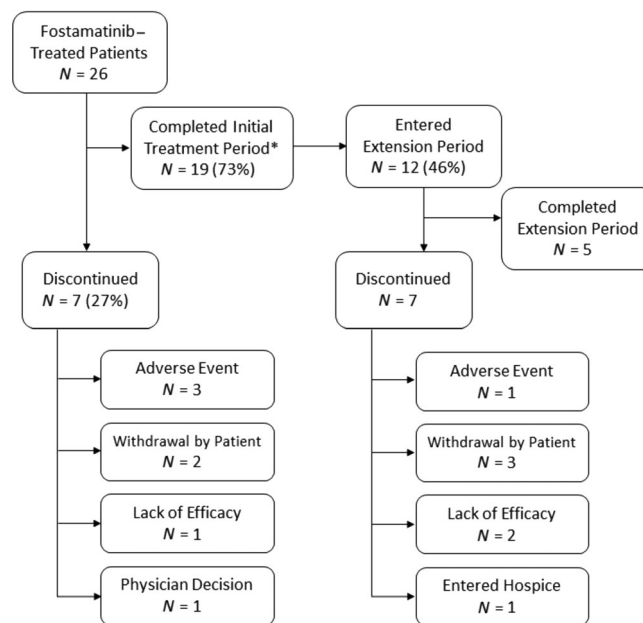 Fostamatinib–
Treated Patients
N = 26
Completed Initial
Treatment Period*
N = 19 (73%)
Entered
Extension Period
N = 12 (46%)
Completed
Extension Period
N = 5
Discontinued
N = 7 (27%)
Discontinued
N = 7
Adverse Event
N = 3
Withdrawal by Patient
N = 2
Lack of Efficacy
N = 1
Physician Decision
N = 1
Adverse Event
N = 1
Withdrawal by Patient
N = 3
Lack of Efficacy
N = 2
Entered Hospice
N = 1